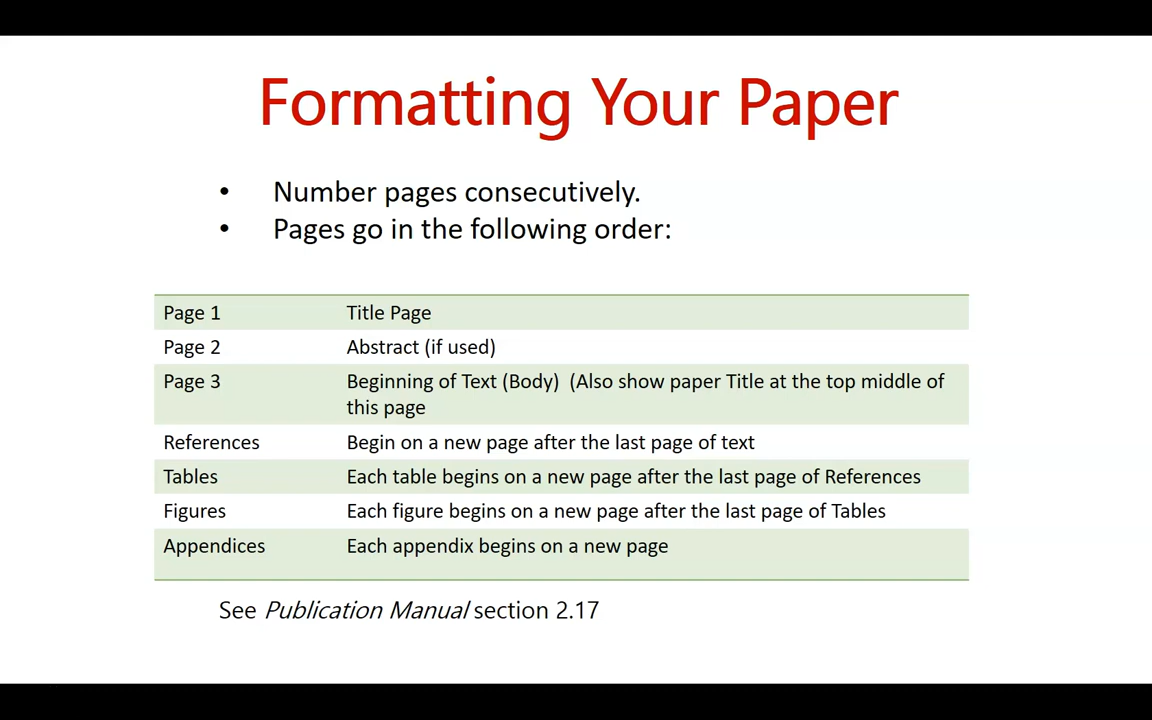 Formatting Your Paper
• Number pages consecutively.
• Pages go in the following order:
Page 1 Title Page
Page 2 Abstract (if used)
Page 3 Beginning of Text (Body)  (Also show paper Title at the top middle of
this page
References Begin on a new page after the last page of text
Tables Each table begins on a new page after the last page of References
Figures Each figure begins on a new page after the last page of Tables
Appendices Each appendix begins on a new page
See Publication Manual section 2.17